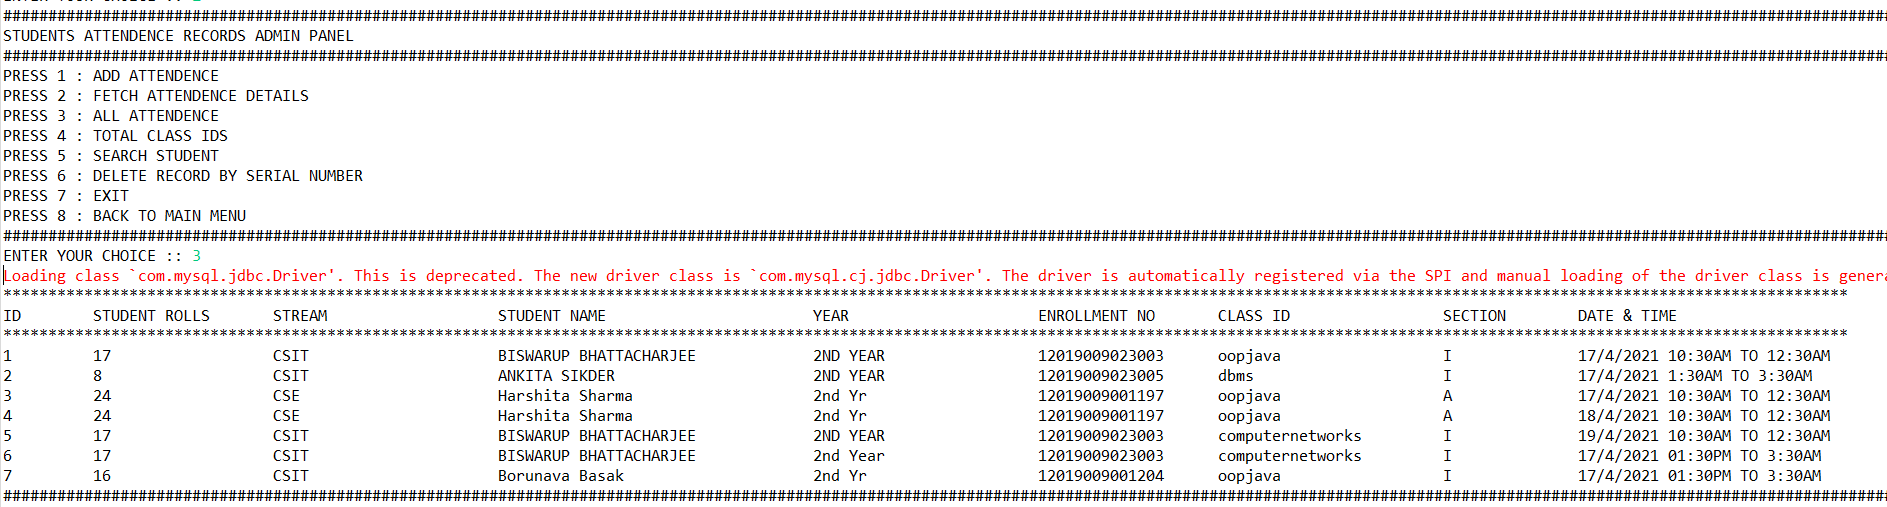 ENTER YOUR CHOICE ::
STUDENTS ATTENDENCE RECORDS ADMIN PANEL
PRESS 1 : ADD ATTENDENCE
PRESS 2 : FETCH ATTENDENCE DETAILS
PRESS 3 : ALL ATTENDENCE
PRESS 4 : TOTAL CLASS IDS
PRESS 5 : SEARCH STUDENT
PRESS 6 : DELETE RECORD BY SERIAL NUMBER
PRESS 7 : EXIT
PRESS 8 : BACK TO MAIN MENU
ENTER YOUR CHOICE :: 3
Loading class `com.mysql.jdbc.Driver'. This is deprecated. The new driver class is `com.mysql.cj.jdbc.Driver'. The driver is automatically registered via the SPI and manual loading of the driver class is genera
ID STUDENT ROLLS STREAM STUDENT NAME YEAR ENROLLMENT NO CLASS ID SECTION DATE & TIME
1 17 CSIT BISWARUP BHATTACHARJEE 2ND YEAR 12019009023003 oopjava I 17/4/2021 10:30AM TO 12:30AM
2 8 CSIT ANKITA SIKDER 2ND YEAR 12019009023005 dbms I 17/4/2021 1:30AM TO 3:30AM
3 24 CSE Harshita Sharma 2nd Yr 12019009001197 oopjava A 17/4/2021 10:30AM TO 12:30AM
4 24 CSE Harshita Sharma 2nd Yr 12019009001197 oopjava A 18/4/2021 10:30AM TO 12:30AM
5 17 CSIT BISWARUP BHATTACHARJEE 2ND YEAR 12019009023003 computernetworks I 19/4/2021 10:30AM TO 12:30AM
6 17 CSIT BISWARUP BHATTACHARJEE 2nd Year 12019009023003 computernetworks I 17/4/2021 01:30PM TO 3:30AM
7 16 CSIT Borunava Basak 2nd Yr 12019009001204 oopjava I 17/4/2021 01:30PM TO 3:30AM